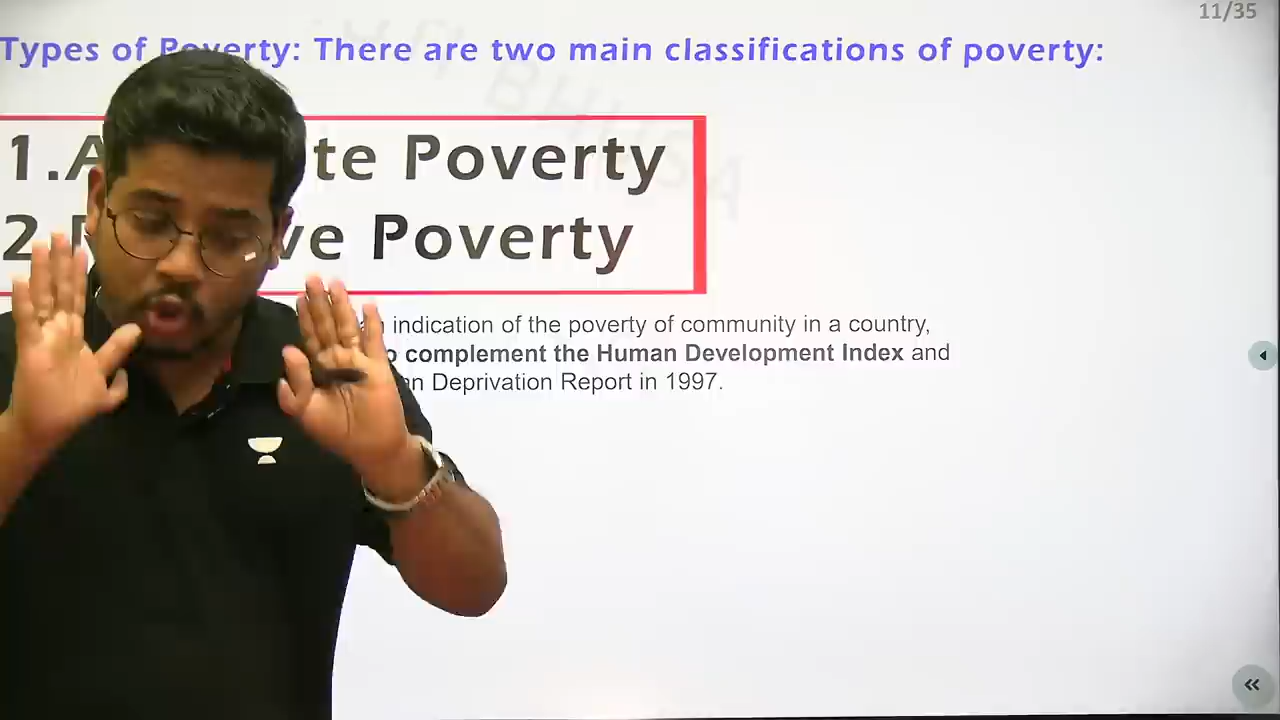 11/35
Types of Poverty: There are two main classifications of poverty:
1.A te Poverty
2 ve Poverty
indication of the poverty of community in a country,
complement the Human Development Index and
Deprivation Report in 1997.